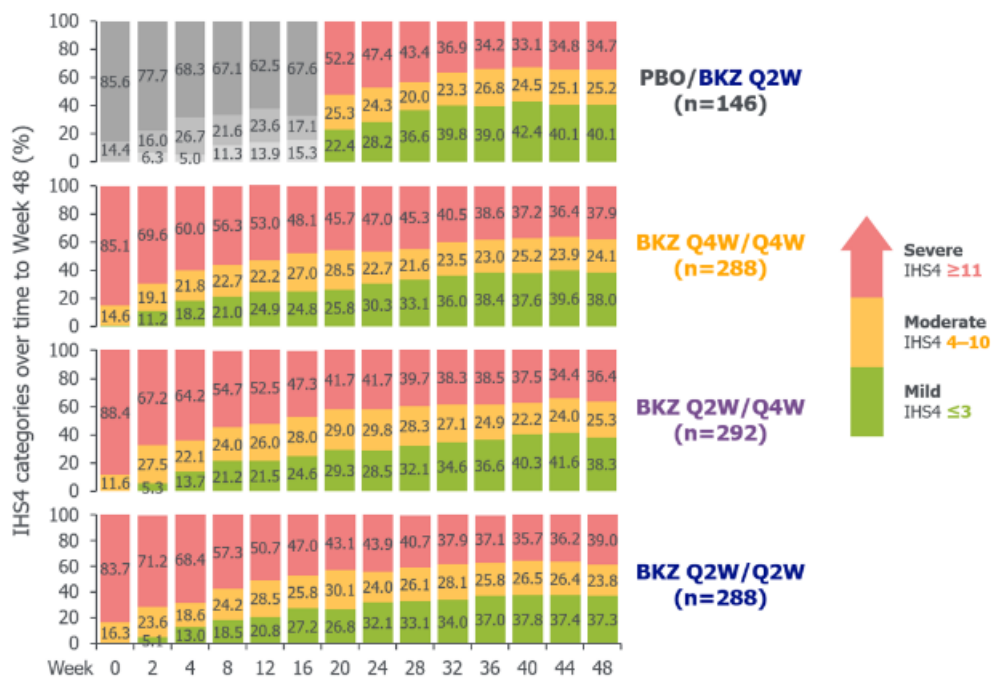 IHS4 categories over time to Week 48 (%)
100
80
60
40
20
0
85.6 77.7 68.3 67.1 62.5 67.6 52.2 47.4 43.4 36.9 34.2 33.1 34.8 34.7
14.4 16.0 26.7 21.6 23.6 17.1 25.3 24.3 20.0 23.3 26.8 24.5 25.1 25.2
6.3 5.0 11.3 13.9 15.3 22.4 28.2 36.6 39.8 39.0 42.4 40.1 40.1
PBO/BKZ Q2W
(n=146)
100
80
60
40
20
0
85.1 69.6 60.0 56.3 53.0 48.1 45.7 47.0 45.3 40.5 38.6 37.2 36.4 37.9
14.6 19.1 21.8 22.7 22.2 27.0 28.5 22.7 21.6 23.5 23.0 25.2 23.9 24.1
11.2 18.2 21.0 24.9 24.8 25.8 30.3 33.1 36.0 38.4 37.6 39.6 38.0
BKZ Q4W/Q4W
(n=288)
100
80
60
40
20
0
88.4 67.2 64.2 54.7 52.5 47.3 41.7 41.7 39.7 38.3 38.5 37.5 34.4 36.4
11.6 27.5 22.1 24.0 26.0 28.0 29.0 29.8 28.3 27.1 24.9 22.2 24.0 25.3
5.3 13.7 21.2 21.5 24.6 29.3 28.5 32.1 34.6 36.6 40.3 41.6 38.3
BKZ Q2W/Q4W
(n=292)
100
80
60
40
20
0
83.7 71.2 68.4 57.3 50.7 47.0 43.1 43.9 40.7 37.9 37.1 35.7 36.2 39.0
16.3 23.6 18.6 24.2 28.5 25.8 30.1 24.0 26.1 28.1 25.8 26.5 26.4 23.8
5.1 13.0 18.5 20.8 27.2 26.8 32.1 33.1 34.0 37.0 37.8 37.4 37.3
BKZ Q2W/Q2W
(n=288)
Week 0 2 4 8 12 16 20 24 28 32 36 40 44 48
Severe
IHS4 ≥11
Moderate
IHS4 4–10
Mild
IHS4 ≤3